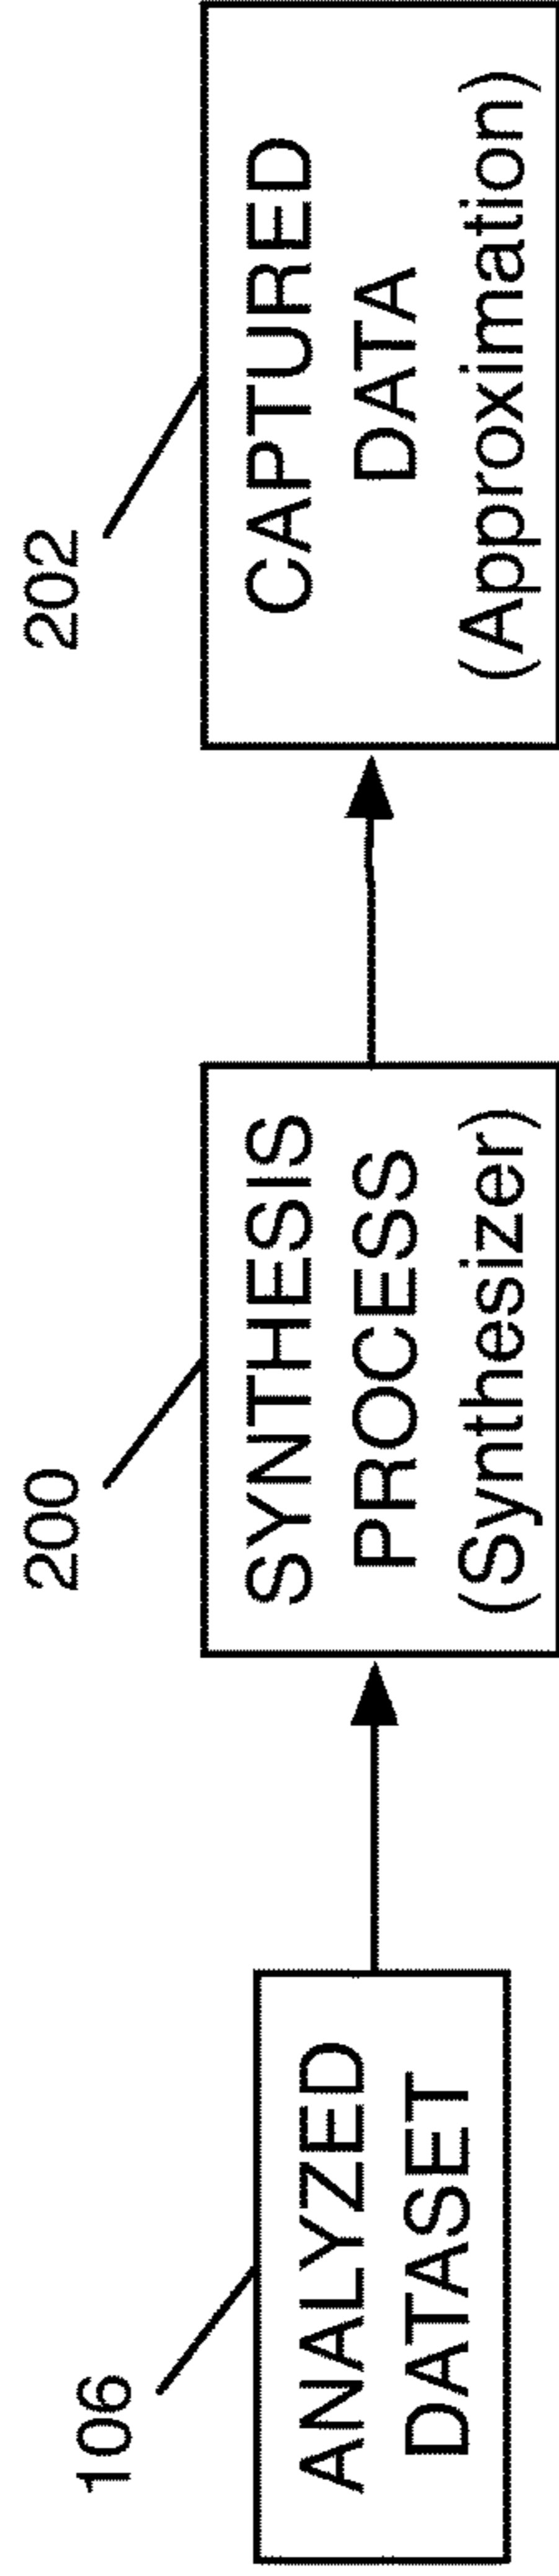 106
ANALYZED
DATASET
200
SYNTHESIS
PROCESS
(Synthesizer)
202
CAPTURED
DATA
(Approximation)